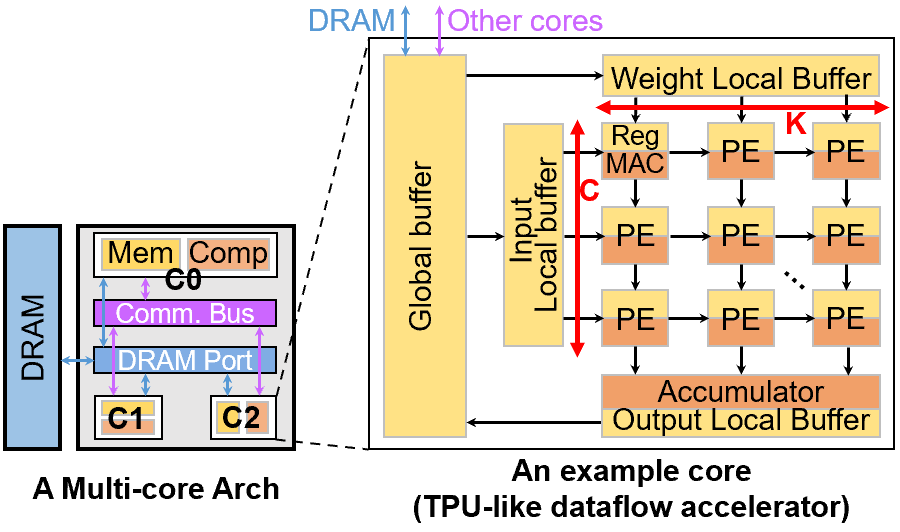 DRAM
Other cores
Global buffer
Weight Local Buffer
K
Input
Local buffer
C
Reg
MAC
PE
PE
PE
PE
PE
PE
PE
PE
Accumulator
Output Local Buffer
DRAM
Mem
Comp
C0
Comm. Bus
DRAM Port
C1
C2
A Multi-core Arch
An example core
(TPU-like dataflow accelerator)